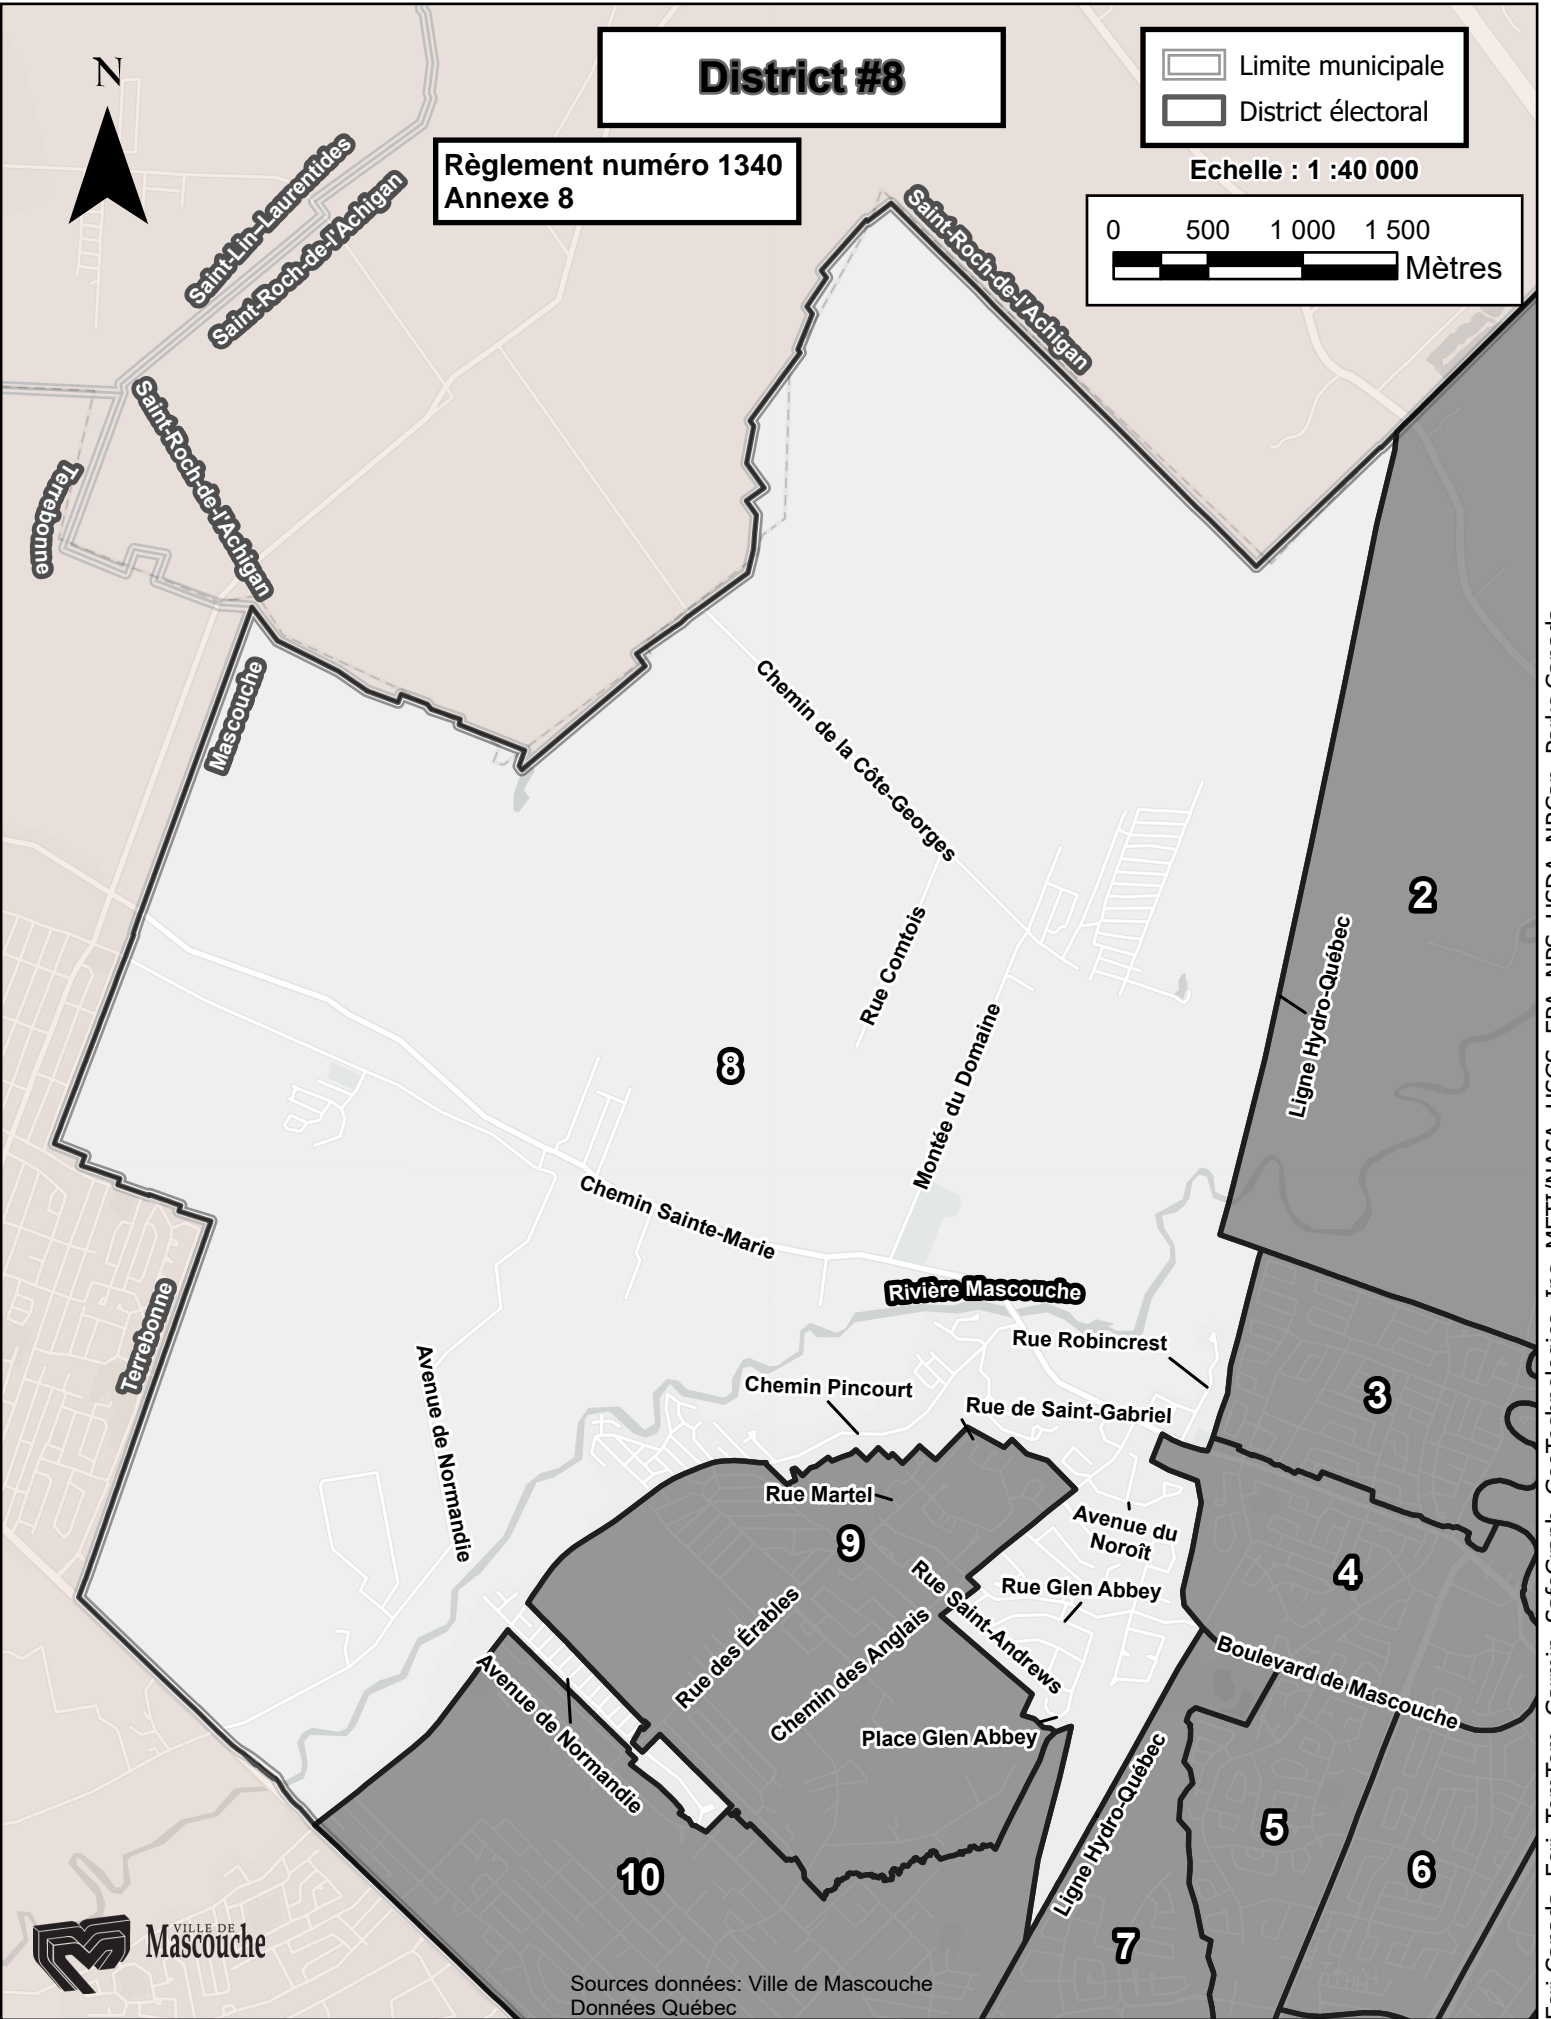 N
District #8
Limite municipale
District électoral
Règlement numéro 1340
Annexe 8
Echelle : 1 :40 000
0 500 1 000 1 500
Mètres
Saint-Lin–Laurentides
Saint-Roch-de-l'Achigan
Saint-Roch-de-l'Achigan
Saint-Roch-de-l'Achigan
Terrebonne
Mascouche
Chemin de la Côte-Georges
2
Rue Comtois
Ligne Hydro-Québec
8
Montée du Domaine
Chemin Sainte-Marie
Rivière Mascouche
Terrebonne
Rue Robincrest
Avenue de Normandie
Chemin Pincourt
Rue de Saint-Gabriel
3
Rue Martel
9
Avenue du
Noroît
4
Rue Glen Abbey
Rue Saint-Andrews
Rue des Érables
Chemin des Anglais
Boulevard de Mascouche
Avenue de Normandie
Place Glen Abbey
Ligne Hydro-Québec
5
10
6
7
VILLE DE
Mascouche
Sources données: Ville de Mascouche
Données Québec